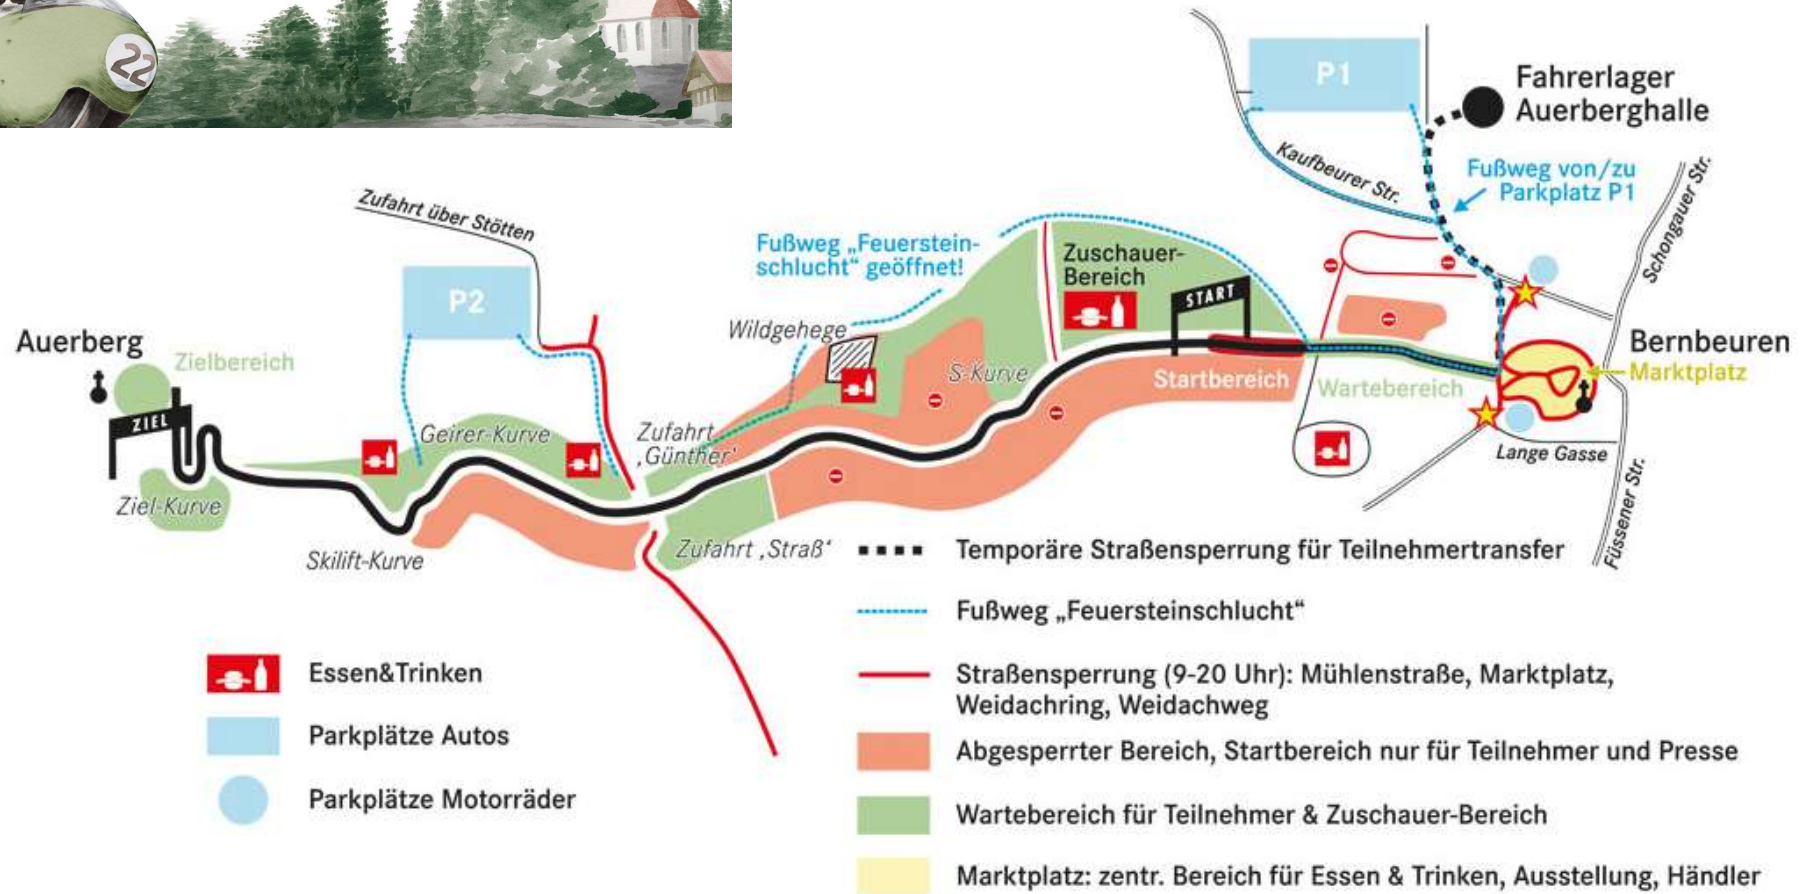 22
P1
Fahrerlager
Auerberghalle
Kaufbeurer Str.
Fußweg von/zu
Parkplatz P1
Schongauer Str.
Zufahrt über Stötten
Fußweg „Feuerstein-
schlucht“ geöffnet!
Zuschauer-
Bereich
START
P2
Wildgehege
Auerberg
Zielbereich
Bernbeuren
Marktplatz
S-Kurve
Startbereich
Wartebereich
ZIEL
Geirer-Kurve
Zufahrt
‚Günther‘
Lange Gasse
Füssener Str.
Ziel-Kurve
Skilift-Kurve
Zufahrt ‚Straß‘
Temporäre Straßensperrung für Teilnehmertransfer
Fußweg „Feuersteinschlucht“
Essen&Trinken
Straßensperrung (9-20 Uhr): Mühlenstraße, Marktplatz,
Weidachring, Weidachweg
Parkplätze Autos
Abgesperrter Bereich, Startbereich nur für Teilnehmer und Presse
Parkplätze Motorräder
Wartebereich für Teilnehmer & Zuschauer-Bereich
Marktplatz: zentr. Bereich für Essen & Trinken, Ausstellung, Händler